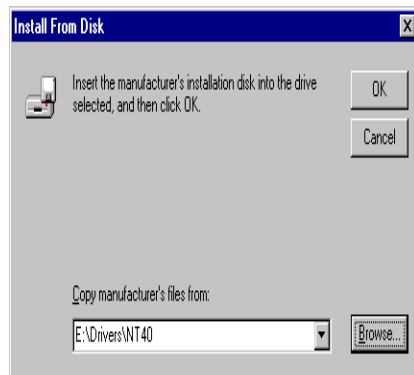 Install From Disk
Insert the manufacturer's installation disk into the drive
selected, and then click OK.
OK
Cancel
Copy manufacturer's files from:
E:\Drivers\NT40
Browse...